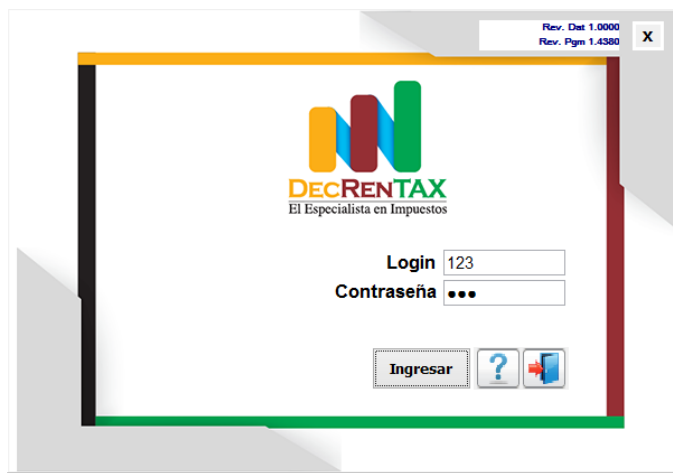 Rev. Dat 1.0000
Rev. Pgm 1.4380
X
DECRENTAX
El Especialista en Impuestos
Login 123
Contraseña ●●●
Ingresar ?